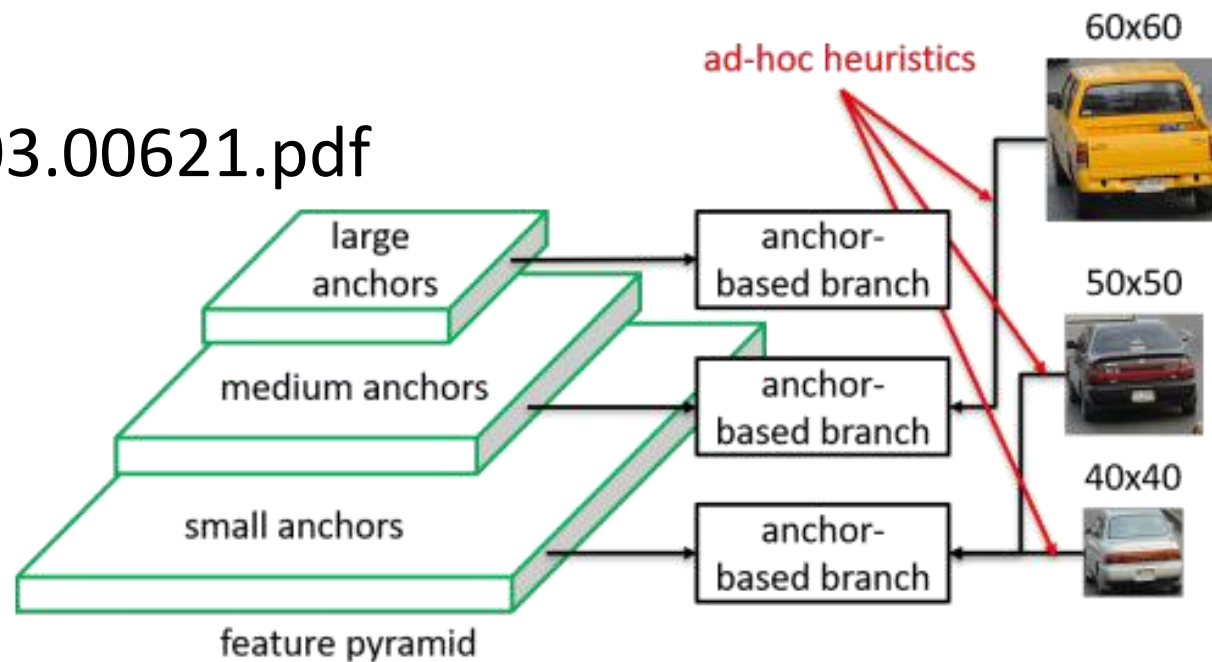 60x60
ad-hoc heuristics
03.00621.pdf
large
anchors
anchor-
based branch
50x50
medium anchors
anchor-
based branch
40x40
small anchors
anchor-
based branch
feature pyramid